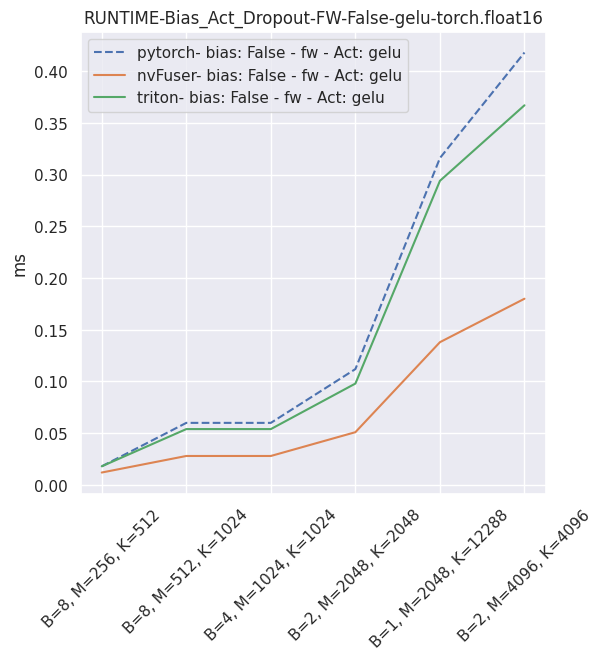 RUNTIME-Bias_Act_Dropout-FW-False-gelu-torch.float16
pytorch- bias: False - fw - Act: gelu
nvFuser- bias: False - fw - Act: gelu
triton- bias: False - fw - Act: gelu
0.40
0.35
0.30
0.25
0.20
0.15
0.10
0.05
0.00
ms
B=8, M=256, K=512
B=8, M=512, K=1024
B=4, M=1024, K=1024
B=2, M=2048, K=2048
B=1, M=2048, K=12288
B=2, M=4096, K=4096